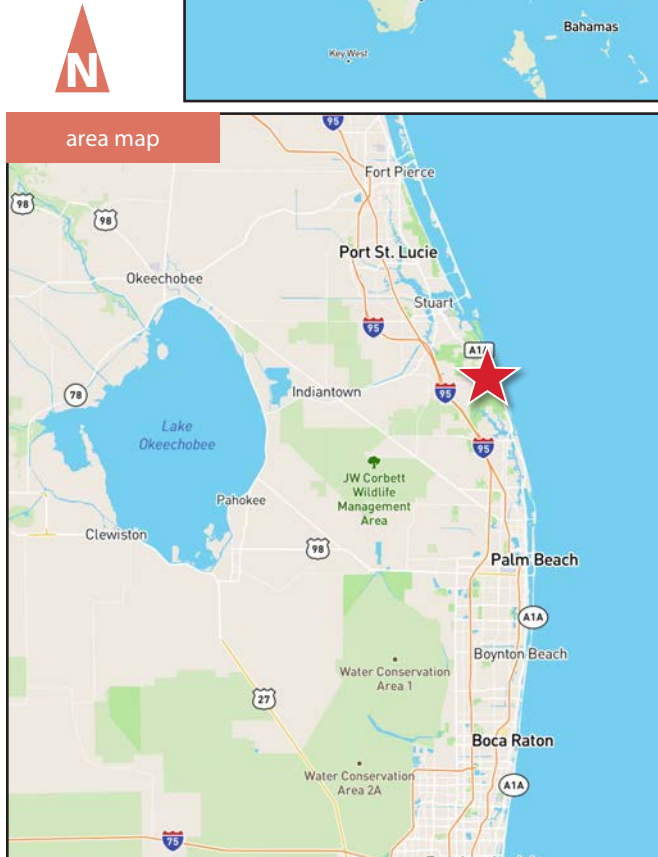 N
Key West
Bahamas
area map
95
Fort Pierce
98
98
Port St. Lucie
Okeechobee
Stuart
95
A1A
78
Indiantown
95
Lake
Okeechobee
95
JW Corbett
Wildlife
Management
Area
Pahokee
Clewiston
98
Palm Beach
A1A
Boynton Beach
Water Conservation
Area 1
27
Boca Raton
Water Conservation
Area 2A
A1A
75